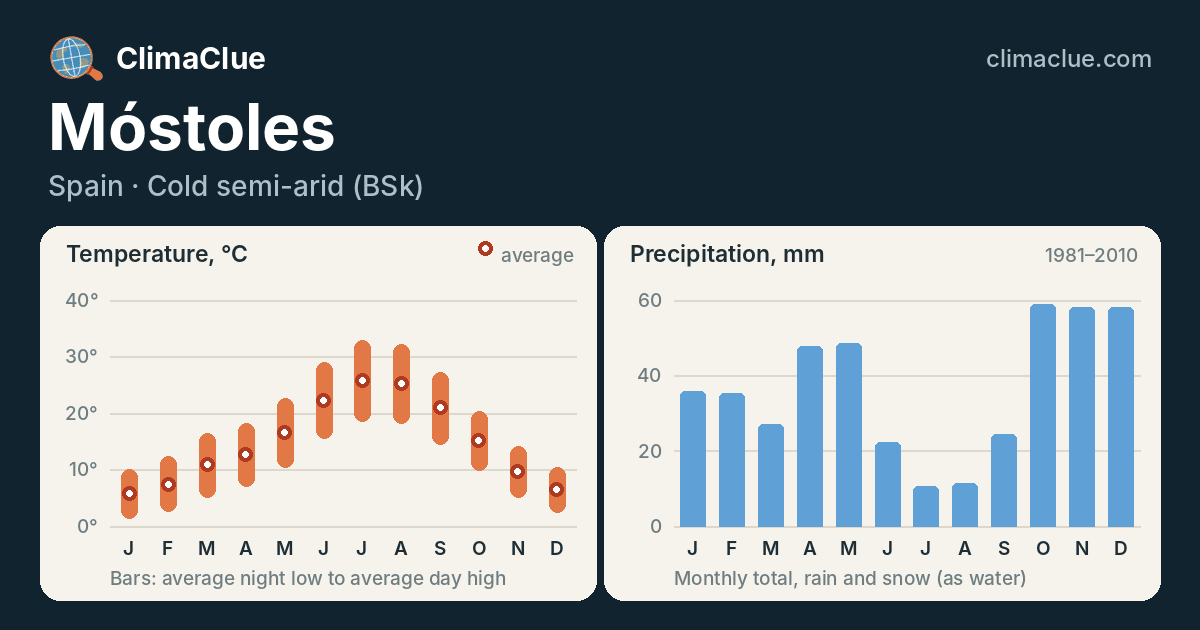 ClimaClue
climaclue.com
Móstoles
Spain · Cold semi-arid (BSk)
Temperature, °C
average
40°
30°
20°
10°
0°
J F M A M J J A S O N D
Bars: average night low to average day high
Precipitation, mm
1981–2010
60
40
20
0
J F M A M J J A S O N D
Monthly total, rain and snow (as water)